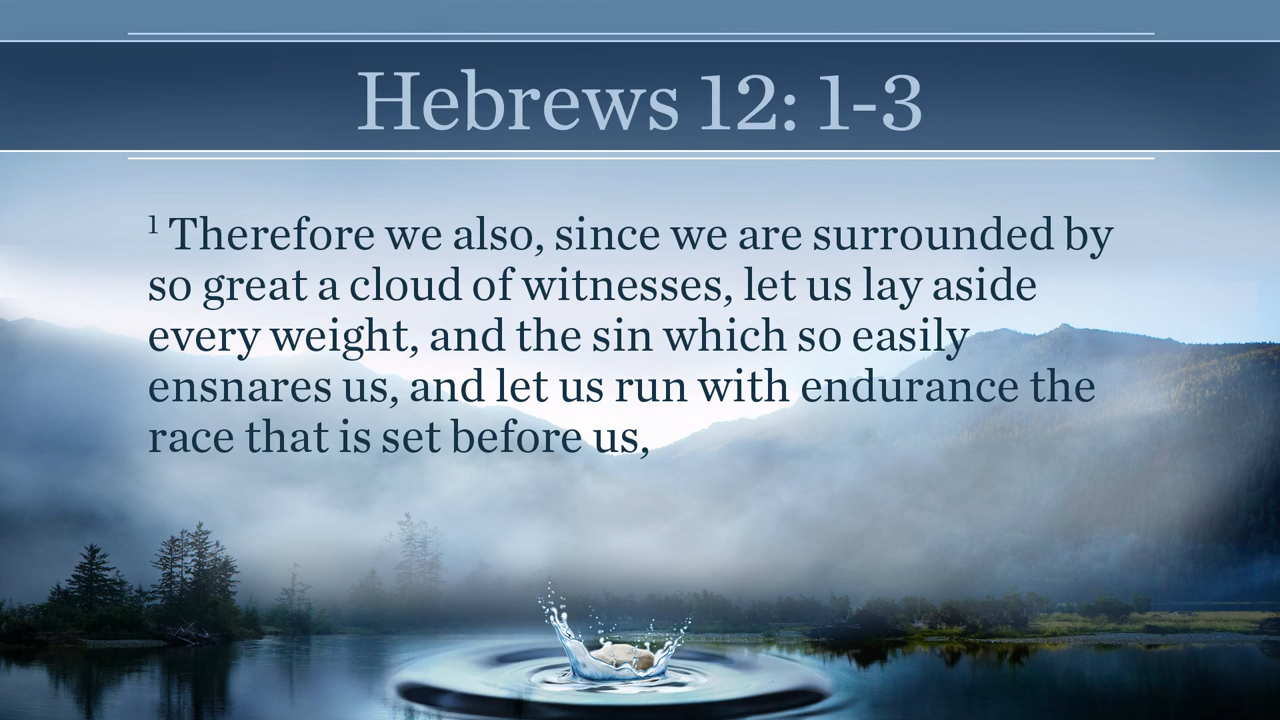 Hebrews 12: 1-3
1 Therefore we also, since we are surrounded by
so great a cloud of witnesses, let us lay aside
every weight, and the sin which so easily
ensnares us, and let us run with endurance the
race that is set before us,